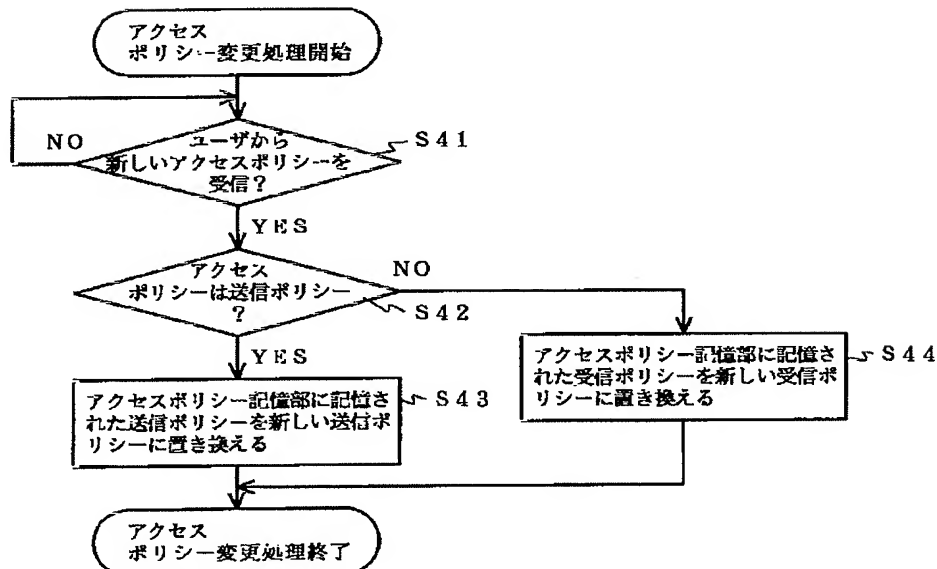 アクセス
ポリシー変更処理開始
NO
ユーザから
新しいアクセスポリシーを
受信？
S41
YES
アクセス
ポリシーは送信ポリシー
？
NO
S42
YES
アクセスポリシー記憶部に記憶さ
れた送信ポリシーを新しい送信ポ
リシーに置き換える
S43
アクセスポリシー記憶部に記憶さ
れた受信ポリシーを新しい受信ポ
リシーに置き換える
S44
アクセス
ポリシー変更処理終了